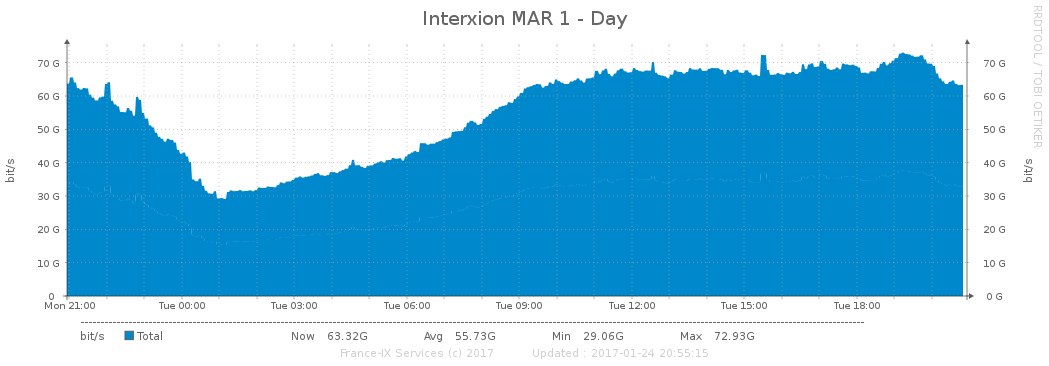 Interxion MAR 1 - Day
RRDTOOL / TOBI OETIKER
bit/s
bit/s
70 G 70 G
60 G 60 G
50 G 50 G
40 G 40 G
30 G 30 G
20 G 20 G
10 G 10 G
0 0 G
Mon 21:00 Tue 00:00 Tue 03:00 Tue 06:00 Tue 09:00 Tue 12:00 Tue 15:00 Tue 18:00
bit/s Total Now 63.32G Avg 55.73G Min 29.06G Max 72.93G
France-IX Services (c) 2017 Updated : 2017-01-24 20:55:15